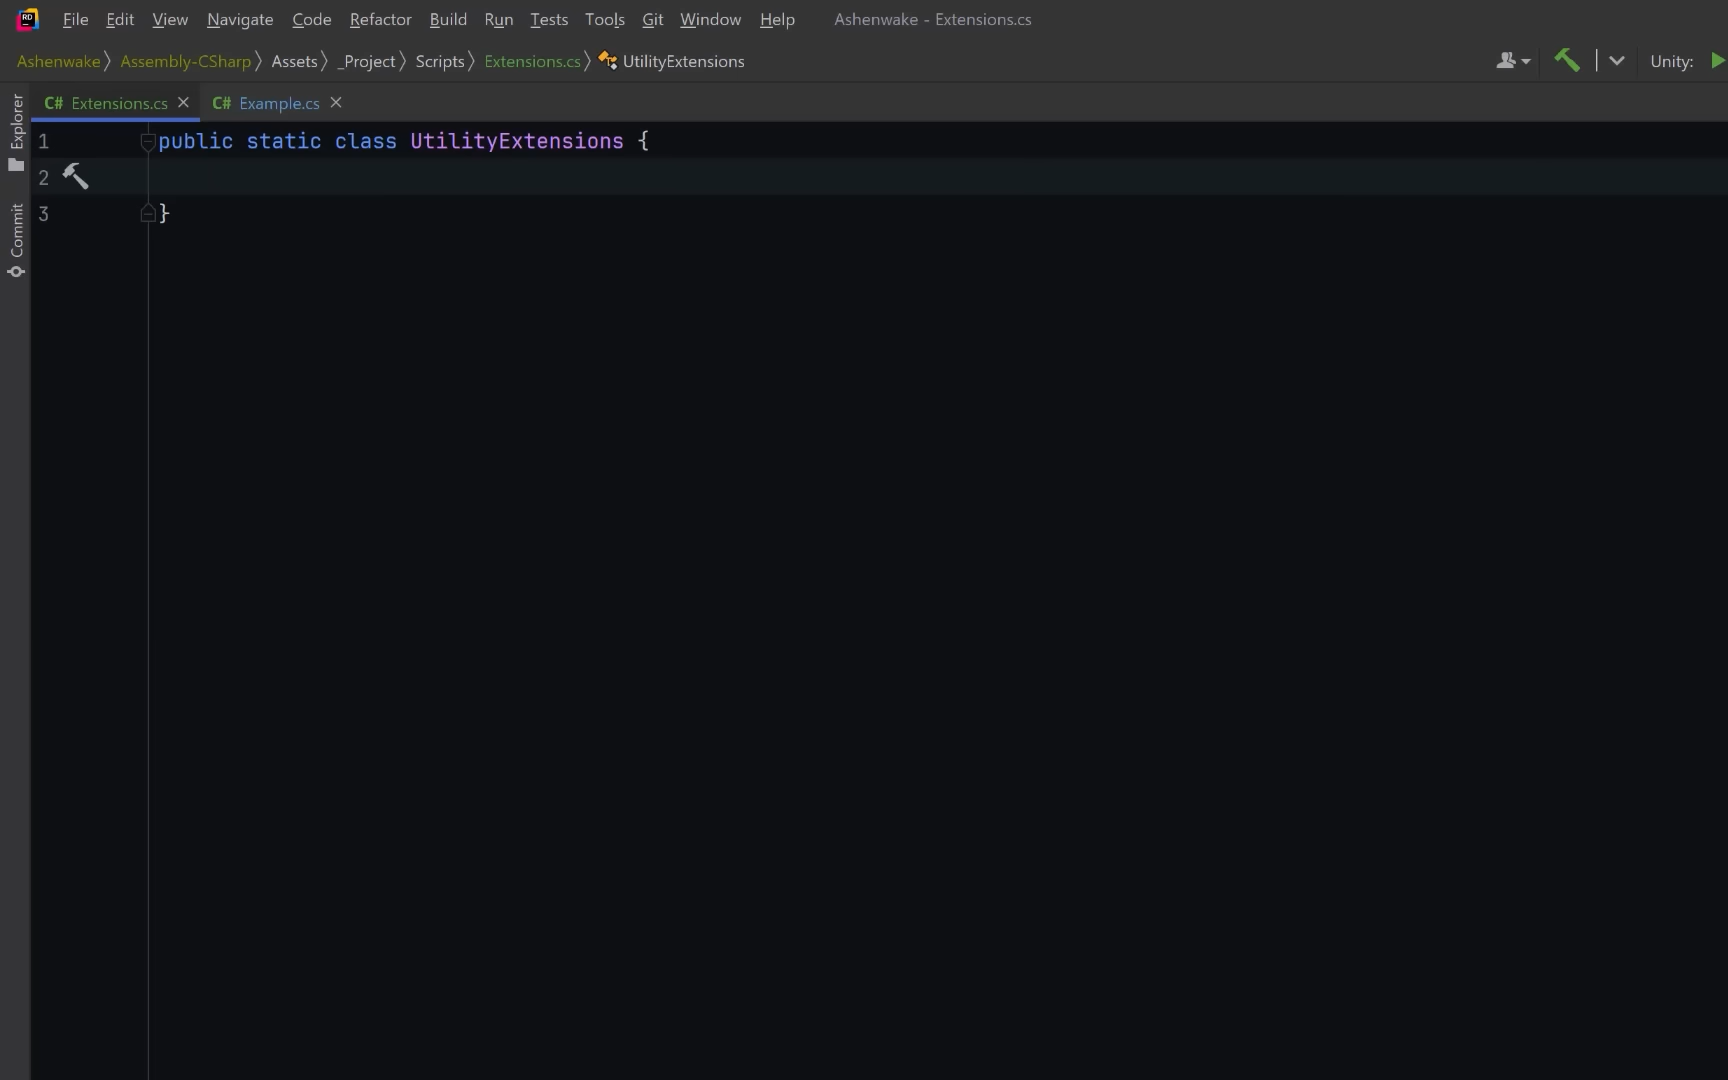 RD File Edit View Navigate Code Refactor Build Run Tests Tools Git Window Help Ashenwake - Extensions.cs
Ashenwake Assembly-CSharp Assets _Project Scripts Extensions.cs UtilityExtensions Unity:
C# Extensions.cs C# Example.cs
Explorer
Commit
1 public static class UtilityExtensions {
2
3 }